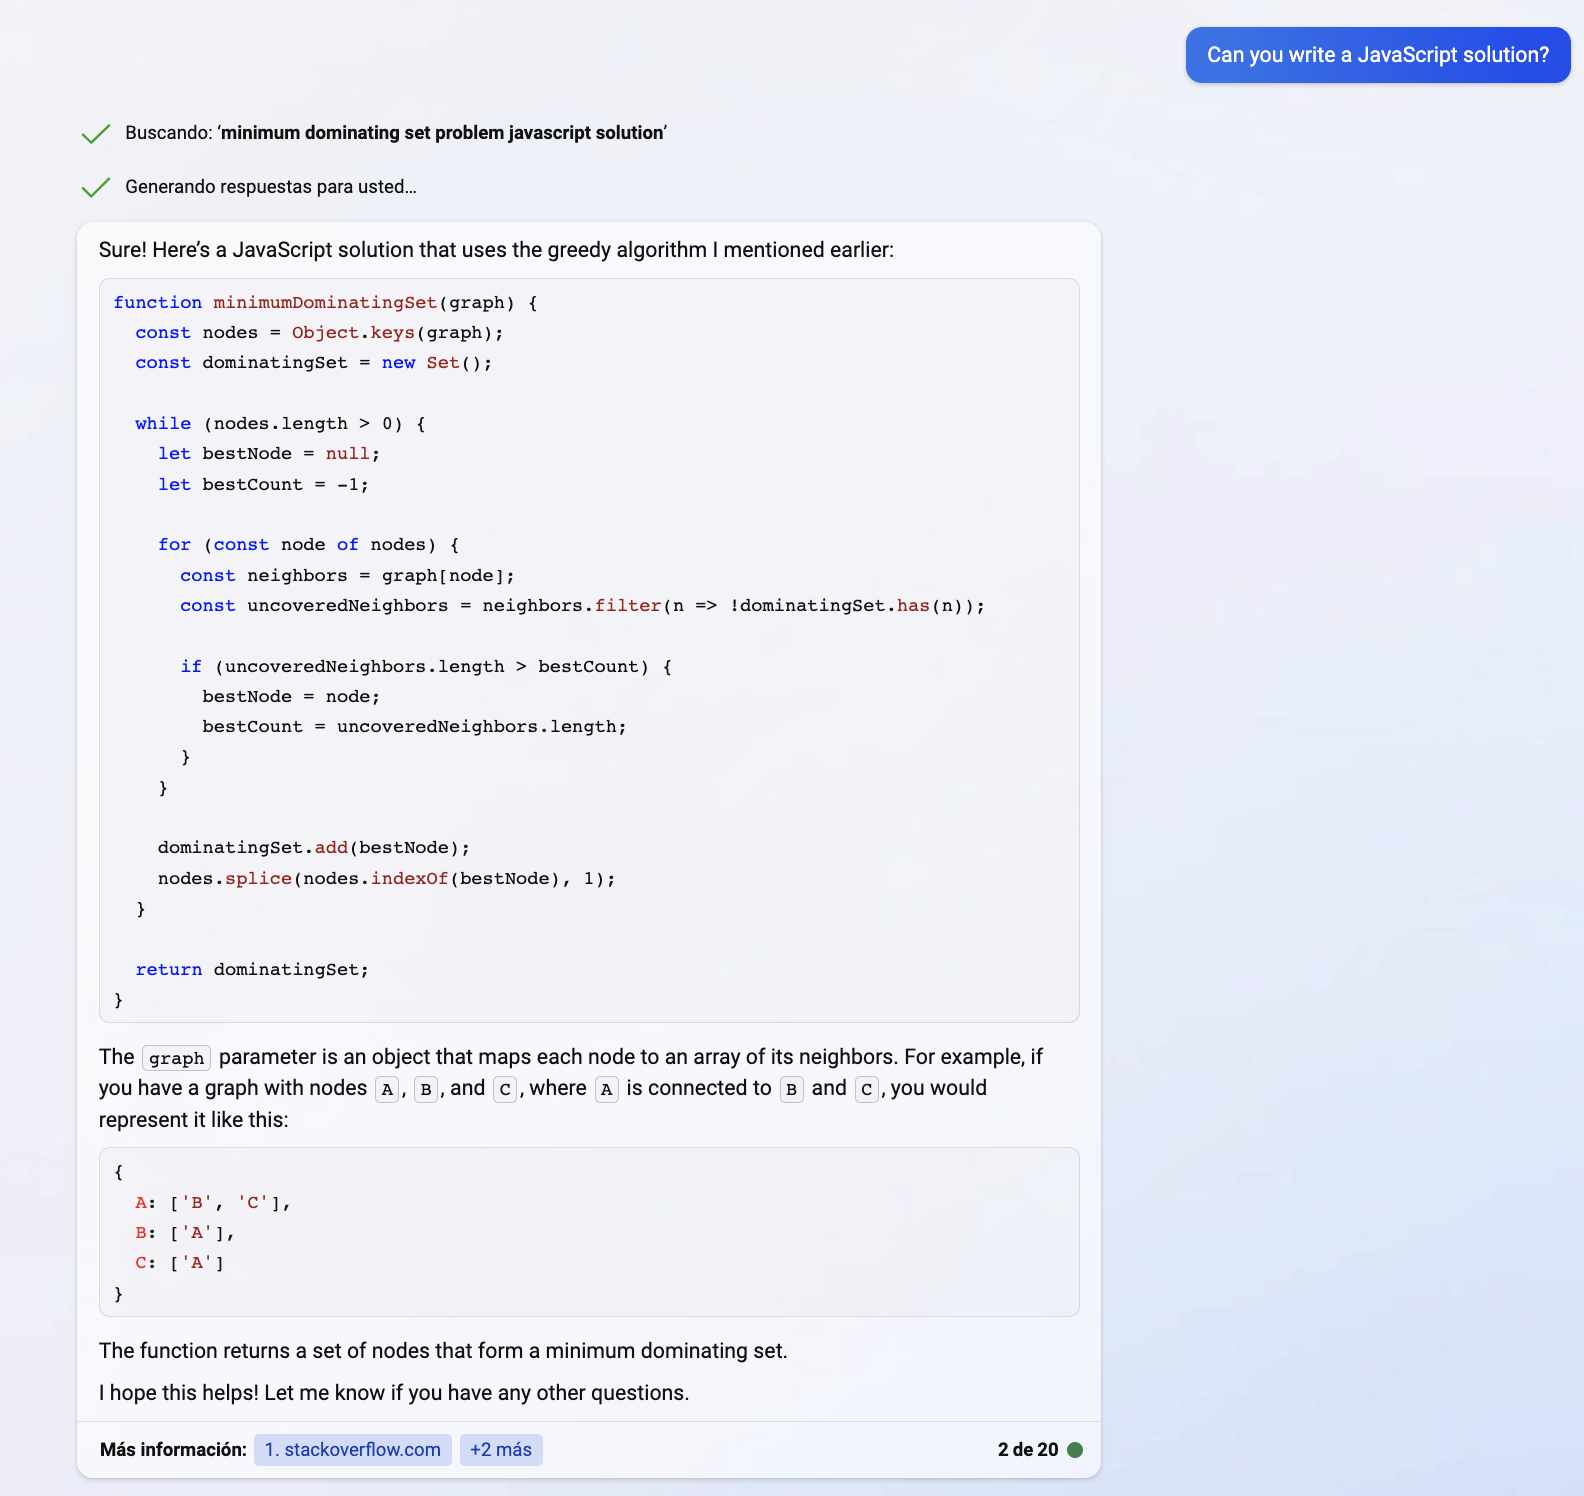 Can you write a JavaScript solution?
Buscando: ‘minimum dominating set problem javascript solution’
Generando respuestas para usted…
Sure! Here’s a JavaScript solution that uses the greedy algorithm I mentioned earlier:
function minimumDominatingSet(graph) {
  const nodes = Object.keys(graph);
  const dominatingSet = new Set();
  while (nodes.length > 0) {
    let bestNode = null;
    let bestCount = -1;
    for (const node of nodes) {
      const neighbors = graph[node];
      const uncoveredNeighbors = neighbors.filter(n => !dominatingSet.has(n));
      if (uncoveredNeighbors.length > bestCount) {
        bestNode = node;
        bestCount = uncoveredNeighbors.length;
      }
    }
    dominatingSet.add(bestNode);
    nodes.splice(nodes.indexOf(bestNode), 1);
  }
  return dominatingSet;
}
The graph parameter is an object that maps each node to an array of its neighbors. For example, if
you have a graph with nodes A, B, and C, where A is connected to B and C, you would
represent it like this:
{
  A: ['B', 'C'],
  B: ['A'],
  C: ['A']
}
The function returns a set of nodes that form a minimum dominating set.
I hope this helps! Let me know if you have any other questions.
Más información: 1. stackoverflow.com +2 más 2 de 20